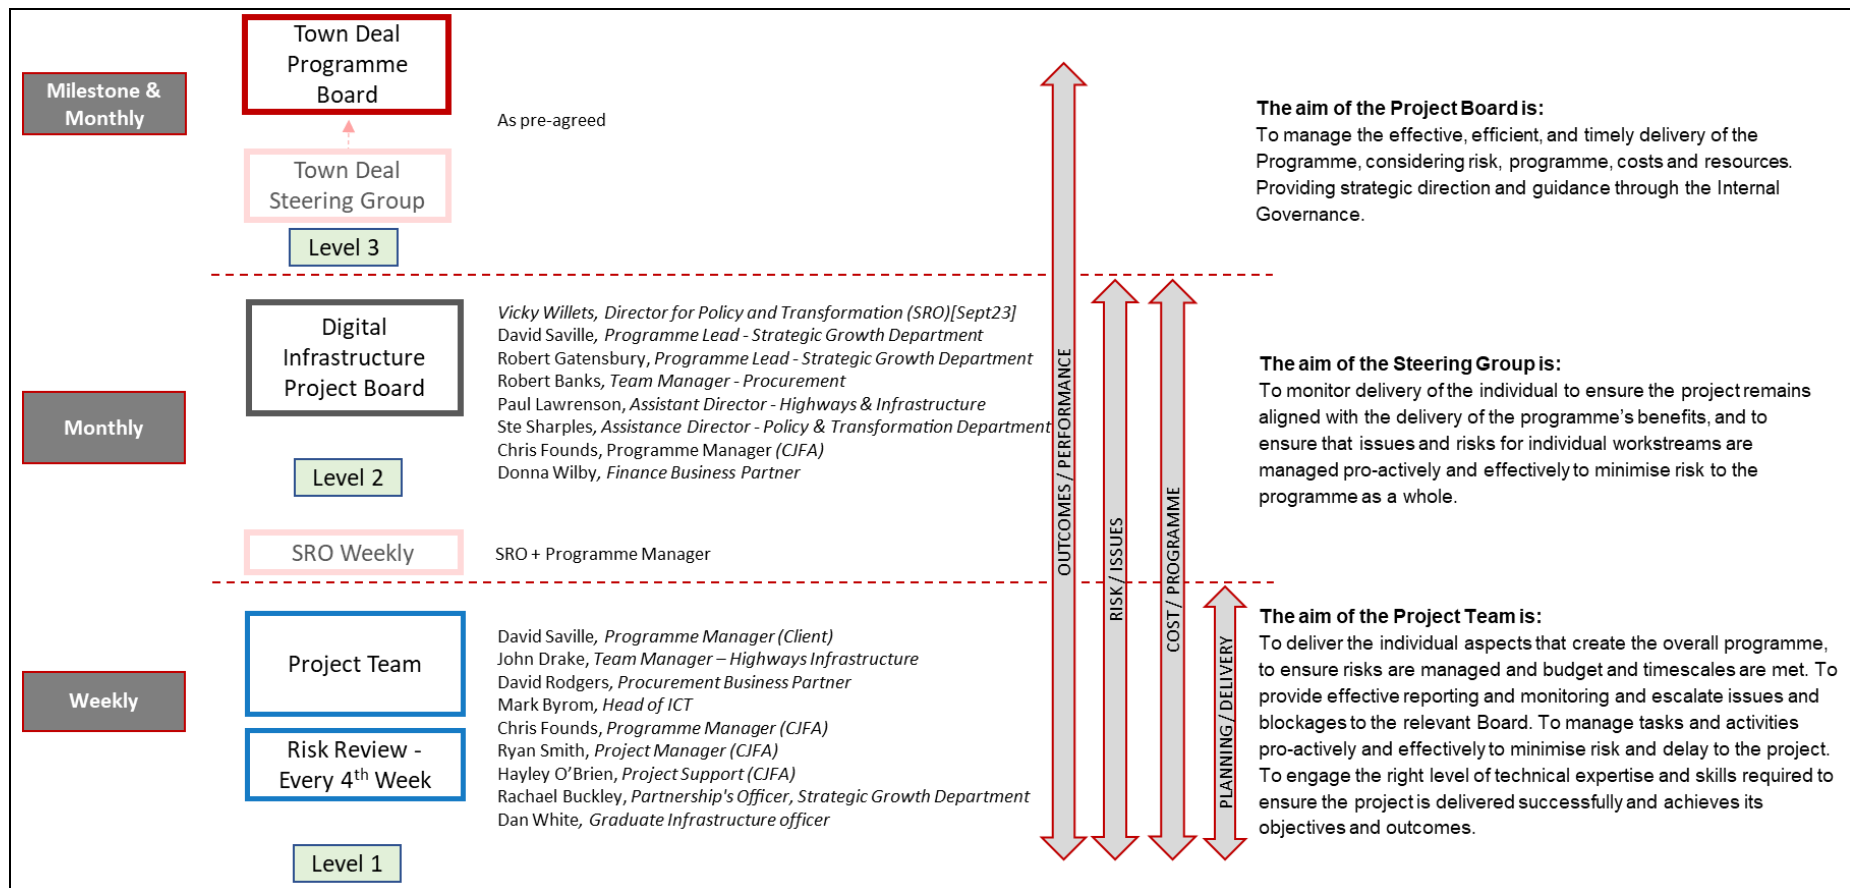 Milestone &
Monthly
Town Deal
Programme
Board
Town Deal
Steering Group
Level 3
As pre-agreed
The aim of the Project Board is:
To manage the effective, efficient, and timely delivery of the
Programme, considering risk, programme, costs and resources.
Providing strategic direction and guidance through the Internal
Governance.
Monthly
Digital
Infrastructure
Project Board
Level 2
SRO Weekly
Vicky Willets, Director for Policy and Transformation (SRO)[Sept23]
David Saville, Programme Lead - Strategic Growth Department
Robert Gatensbury, Programme Lead - Strategic Growth Department
Robert Banks, Team Manager - Procurement
Paul Lawrenson, Assistant Director - Highways & Infrastructure
Ste Sharples, Assistance Director - Policy & Transformation Department
Chris Founds, Programme Manager (CJFA)
Donna Wilby, Finance Business Partner
SRO + Programme Manager
The aim of the Steering Group is:
To monitor delivery of the individual to ensure the project remains
aligned with the delivery of the programme's benefits, and to
ensure that issues and risks for individual workstreams are
managed pro-actively and effectively to minimise risk to the
programme as a whole.
Weekly
Project Team
Risk Review -
Every 4th Week
Level 1
David Saville, Programme Manager (Client)
John Drake, Team Manager – Highways Infrastructure
David Rodgers, Procurement Business Partner
Mark Byrom, Head of ICT
Chris Founds, Programme Manager (CJFA)
Ryan Smith, Project Manager (CJFA)
Hayley O'Brien, Project Support (CJFA)
Rachael Buckley, Partnership's Officer, Strategic Growth Department
Dan White, Graduate Infrastructure officer
OUTCOMES / PERFORMANCE
RISK / ISSUES
COST / PROGRAMME
PLANNING / DELIVERY
The aim of the Project Team is:
To deliver the individual aspects that create the overall programme,
to ensure risks are managed and budget and timescales are met. To
provide effective reporting and monitoring and escalate issues and
blockages to the relevant Board. To manage tasks and activities
pro-actively and effectively to minimise risk and delay to the project.
To engage the right level of technical expertise and skills required to
ensure the project is delivered successfully and achieves its
objectives and outcomes.